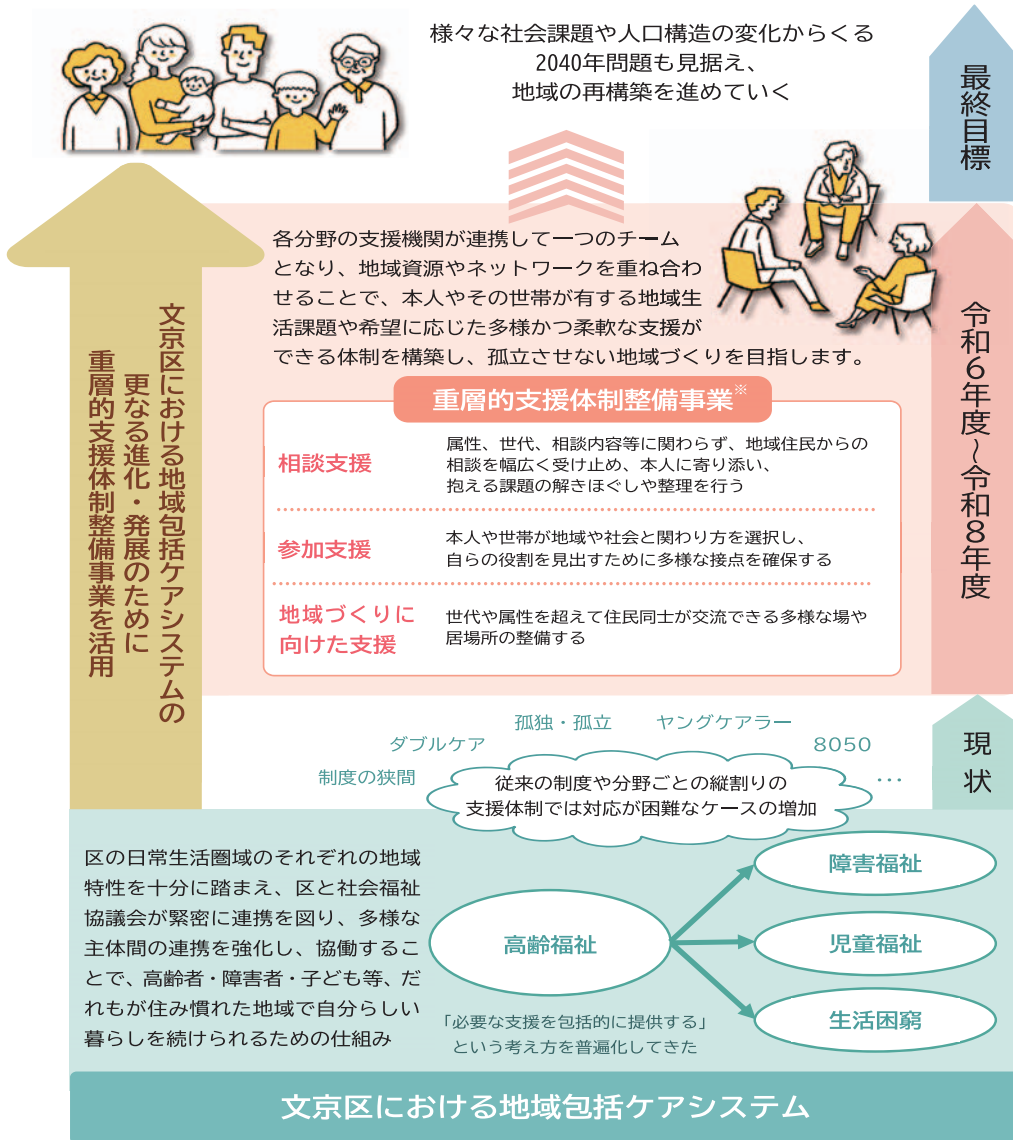 様々な社会課題や人口構造の変化からくる
2040年問題も見据え、
地域の再構築を進めていく
最終目標
各分野の支援機関が連携して一つのチーム
となり、地域資源やネットワークを重ね合わ
せることで、本人やその世帯が有する地域生
活課題や希望に応じた多様かつ柔軟な支援が
できる体制を構築し、孤立させない地域づくりを目指します。
令和6年度~令和8年度
文京区における地域包括ケアシステムの
更なる進化・発展のために
重層的支援体制整備事業を活用
重層的支援体制整備事業※
相談支援
属性、世代、相談内容等に関わらず、地域住民からの
相談を幅広く受け止め、本人に寄り添い、
抱える課題の解きほぐしや整理を行う
参加支援
本人や世帯が地域や社会と関わり方を選択し、
自らの役割を見出すために多様な接点を確保する
地域づくりに
向けた支援
世代や属性を超えて住民同士が交流できる多様な場や
居場所の整備する
現状
孤独・孤立
ヤングケアラー
ダブルケア
8050
制度の狭間
…
従来の制度や分野ごとの縦割りの
支援体制では対応が困難なケースの増加
区の日常生活圏域のそれぞれの地域
特性を十分に踏まえ、区と社会福祉
協議会が緊密に連携を図り、多様な
主体間の連携を強化し、協働するこ
とで、高齢者・障害者・子ども等、だ
れもが住み慣れた地域で自分らしい
暮らしを続けられるための仕組み
高齢福祉
障害福祉
児童福祉
生活困窮
「必要な支援を包括的に提供する」
という考え方を普遍化してきた
文京区における地域包括ケアシステム